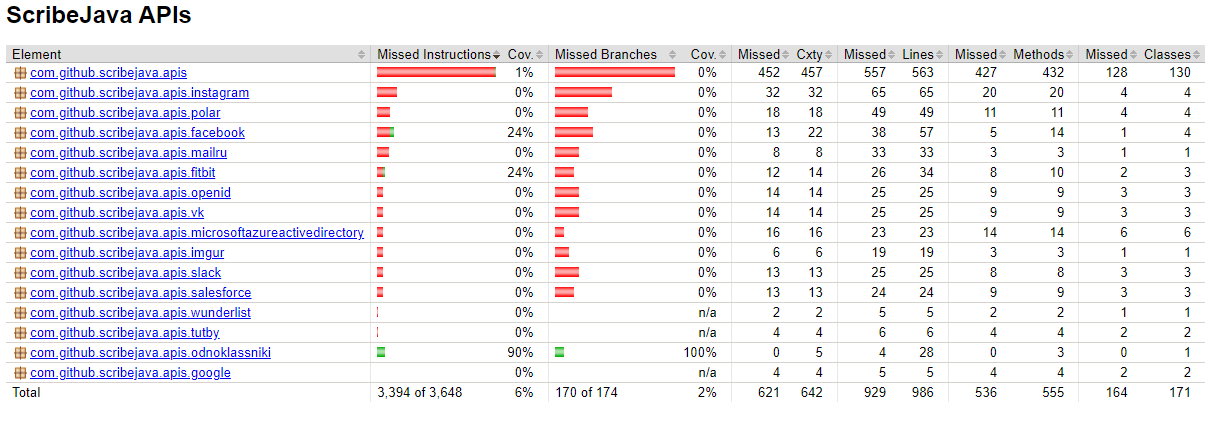 ScribeJava APIs
Element Missed Instructions Cov. Missed Branches Cov. Missed Cxty Missed Lines Missed Methods Missed Classes
com.github.scribejava.apis 1% 0% 452 457 557 563 427 432 128 130
com.github.scribejava.apis.instagram 0% 0% 32 32 65 65 20 20 4 4
com.github.scribejava.apis.polar 0% 0% 18 18 49 49 11 11 4 4
com.github.scribejava.apis.facebook 24% 0% 13 22 38 57 5 14 1 4
com.github.scribejava.apis.mailru 0% 0% 8 8 33 33 3 3 1 1
com.github.scribejava.apis.fitbit 24% 0% 12 14 26 34 8 10 2 3
com.github.scribejava.apis.openid 0% 0% 14 14 25 25 9 9 3 3
com.github.scribejava.apis.vk 0% 0% 14 14 25 25 9 9 3 3
com.github.scribejava.apis.microsoftazureactivedirectory 0% 0% 16 16 23 23 14 14 6 6
com.github.scribejava.apis.imgur 0% 0% 6 6 19 19 3 3 1 1
com.github.scribejava.apis.slack 0% 0% 13 13 25 25 8 8 3 3
com.github.scribejava.apis.salesforce 0% 0% 13 13 24 24 9 9 3 3
com.github.scribejava.apis.wunderlist 0% n/a 2 2 5 5 2 2 1 1
com.github.scribejava.apis.tutby 0% n/a 4 4 6 6 4 4 2 2
com.github.scribejava.apis.odnoklassniki 90% 100% 0 5 4 28 0 3 0 1
com.github.scribejava.apis.google 0% n/a 4 4 5 5 4 4 2 2
Total 3,394 of 3,648 6% 170 of 174 2% 621 642 929 986 536 555 164 171